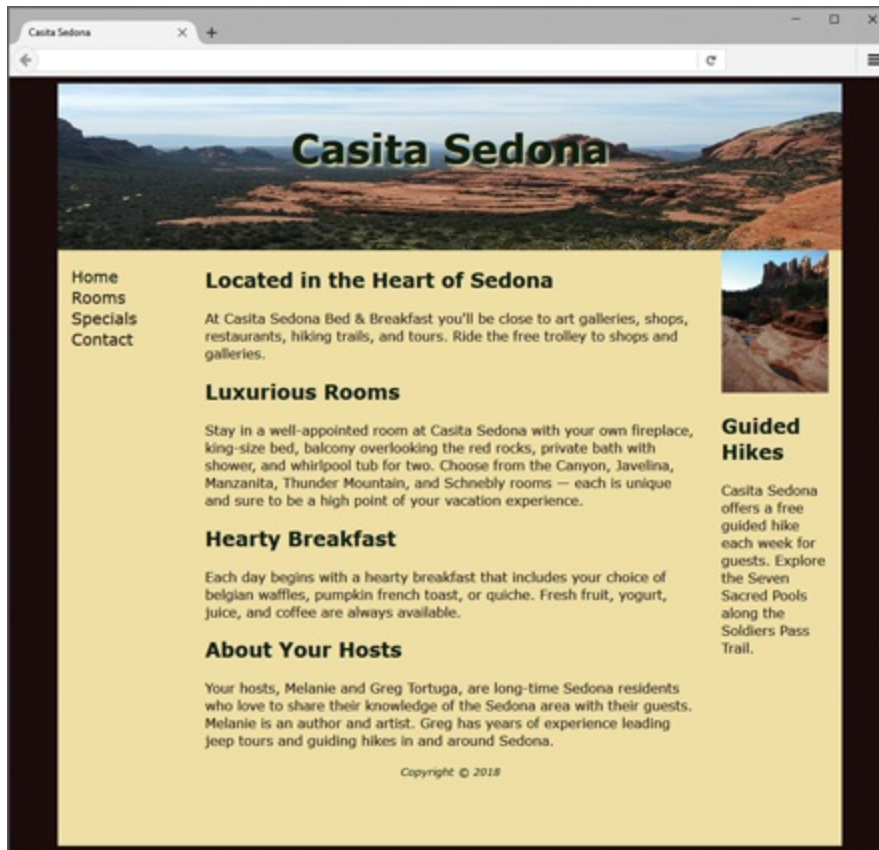 Casita Sedona
Casita Sedona
Home
Rooms
Specials
Contact
Located in the Heart of Sedona
At Casita Sedona Bed & Breakfast you'll be close to art galleries, shops,
restaurants, hiking trails, and tours. Ride the free trolley to shops and
galleries.
Luxurious Rooms
Stay in a well-appointed room at Casita Sedona with your own fireplace,
king-size bed, balcony overlooking the red rocks, private bath with
shower, and whirlpool tub for two. Choose from the Canyon, Javelina,
Manzanita, Thunder Mountain, and Schnebly rooms — each is unique
and sure to be a high point of your vacation experience.
Hearty Breakfast
Each day begins with a hearty breakfast that includes your choice of
belgian waffles, pumpkin french toast, or quiche. Fresh fruit, yogurt,
juice, and coffee are always available.
About Your Hosts
Your hosts, Melanie and Greg Tortuga, are long-time Sedona residents
who love to share their knowledge of the Sedona area with their guests.
Melanie is an author and artist. Greg has years of experience leading
jeep tours and guiding hikes in and around Sedona.
Guided
Hikes
Casita Sedona
offers a free
guided hike
each week for
guests. Explore
the Seven
Sacred Pools
along the
Soldiers Pass
Trail.
Copyright © 2018